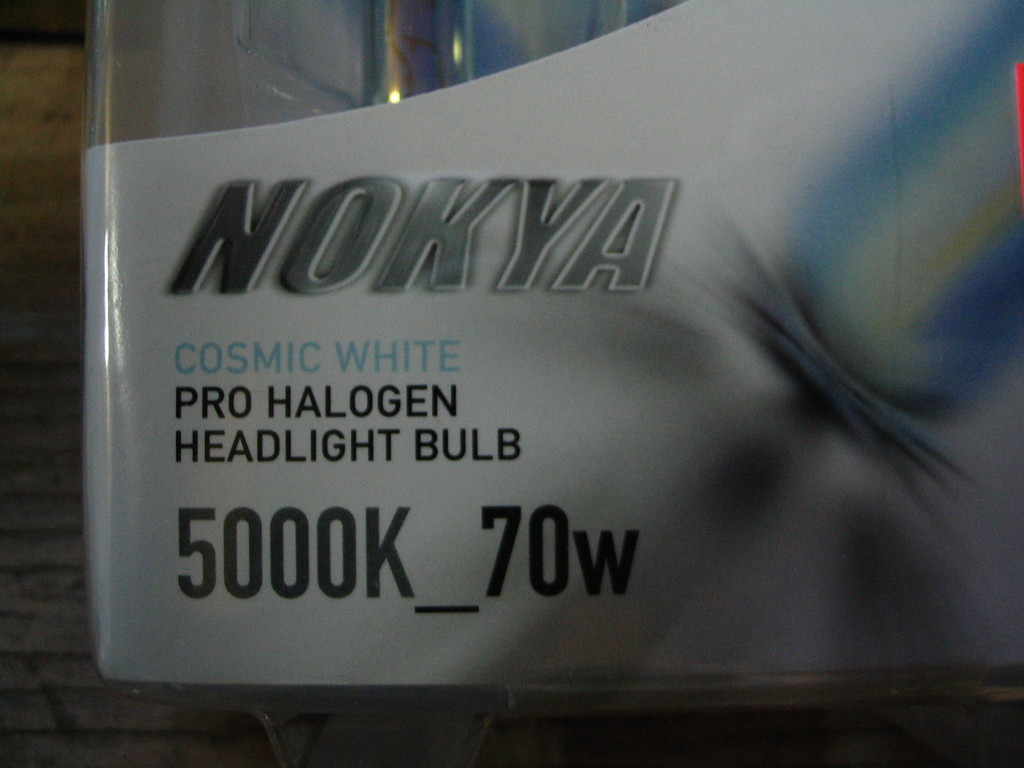 NOKYA
COSMIC WHITE
PRO HALOGEN
HEADLIGHT BULB
5000K_70W